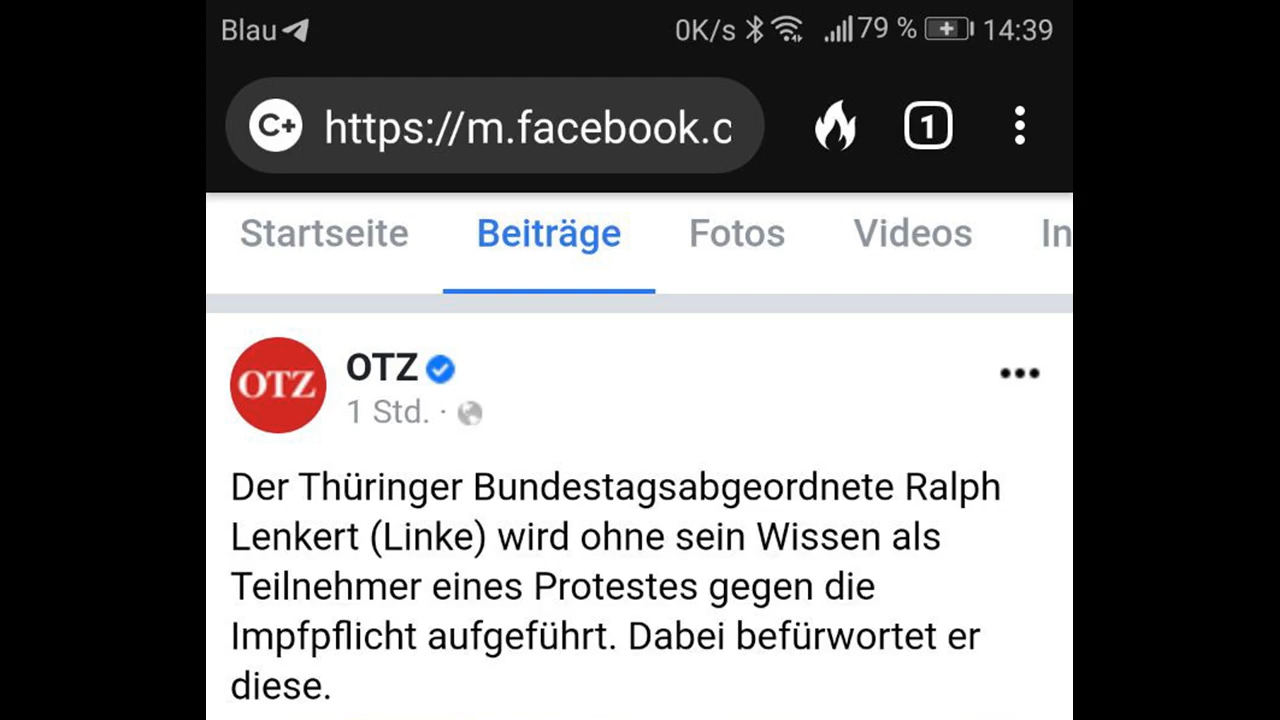 Blau 0K/s 79 % 14:39
C+ https://m.facebook.c 1
Startseite Beiträge Fotos Videos In
OTZ OTZ
1 Std. ·
Der Thüringer Bundestagsabgeordnete Ralph
Lenkert (Linke) wird ohne sein Wissen als
Teilnehmer eines Protestes gegen die
Impfpflicht aufgeführt. Dabei befürwortet er
diese.